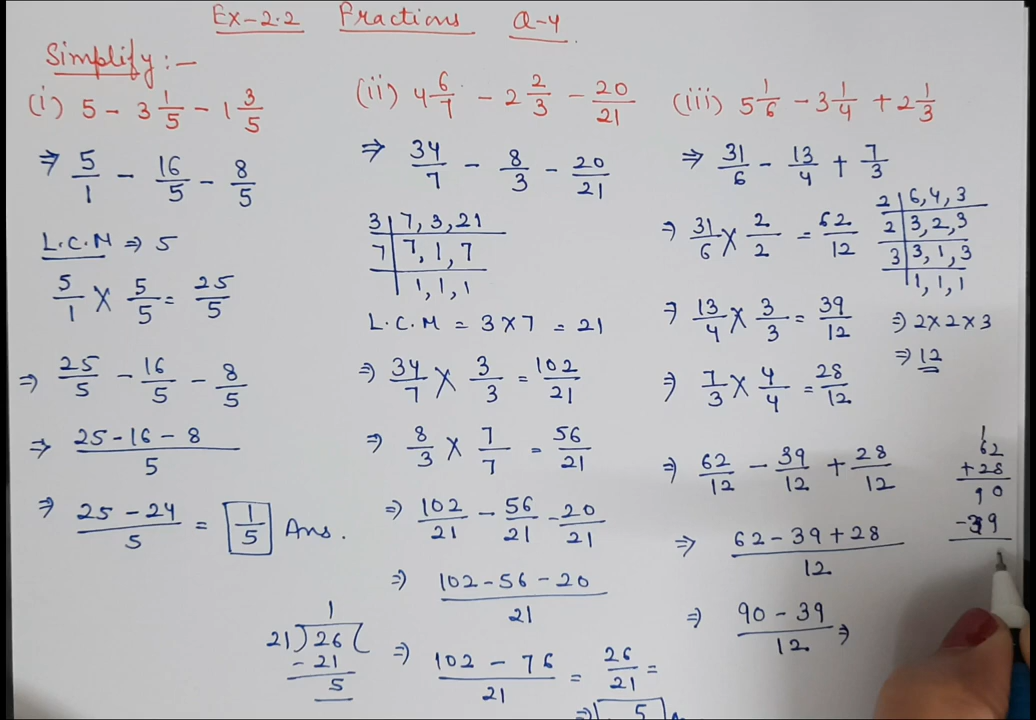 Ex-2.2 Fractions Q-4
Simplify:-
(i) 5 - 3 1/5 - 1 3/5
⇒ 5/1 - 16/5 - 8/5
L.C.M ⇒ 5
5/1 × 5/5 = 25/5
⇒ 25/5 - 16/5 - 8/5
⇒ 25-16-8/5
⇒ 25-24/5 = 1/5 Ans.
(ii) 4 6/7 - 2 2/3 - 20/21
⇒ 34/7 - 8/3 - 20/21
3 | 7, 3, 21
7 | 7, 1, 7
| 1, 1, 1
L.C.M = 3×7 = 21
⇒ 34/7 × 3/3 = 102/21
⇒ 8/3 × 7/7 = 56/21
⇒ 102/21 - 56/21 - 20/21
⇒ 102-56-20/21
⇒ 102-76/21 = 26/21 =
1
21)26(
-21
5
⇒ 5
(iii) 5 1/6 - 3 1/4 + 2 1/3
⇒ 31/6 - 13/4 + 7/3
⇒ 31/6 × 2/2 = 62/12
⇒ 13/4 × 3/3 = 39/12
⇒ 7/3 × 4/4 = 28/12
2 | 6, 4, 3
2 | 3, 2, 3
3 | 3, 1, 3
| 1, 1, 1
⇒ 2×2×3
⇒ 12
⇒ 62/12 - 39/12 + 28/12
⇒ 62-39+28/12
⇒ 90-39/12 ⇒
1
62
+28
90
-39